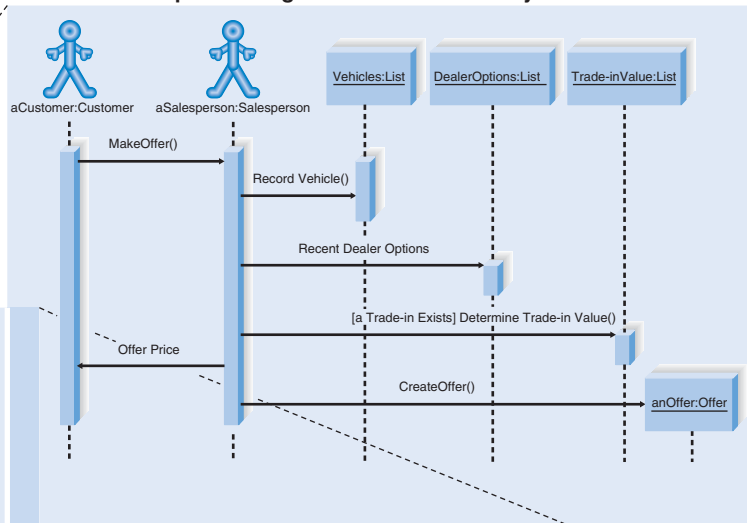 Vehicles:List
DealerOptions:List
Trade-inValue:List
aCustomer:Customer
aSalesperson:Salesperson
MakeOffer()
Record Vehicle()
Recent Dealer Options
[a Trade-in Exists] Determine Trade-in Value()
Offer Price
CreateOffer()
anOffer:Offer